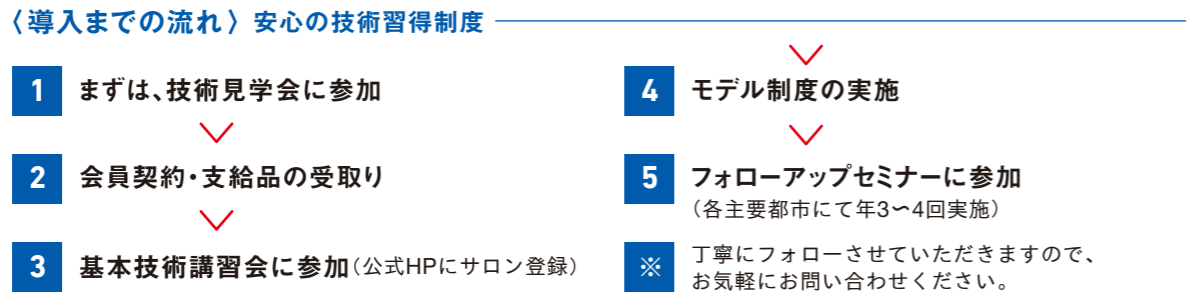 〈導入までの流れ〉安心の技術習得制度
1 まずは、技術見学会に参加
2 会員契約・支給品の受取り
3 基本技術講習会に参加（公式HPにサロン登録）
4 モデル制度の実施
5 フォローアップセミナーに参加
（各主要都市にて年3〜4回実施）
※ 丁寧にフォローさせていただきますので、
お気軽にお問い合わせください。